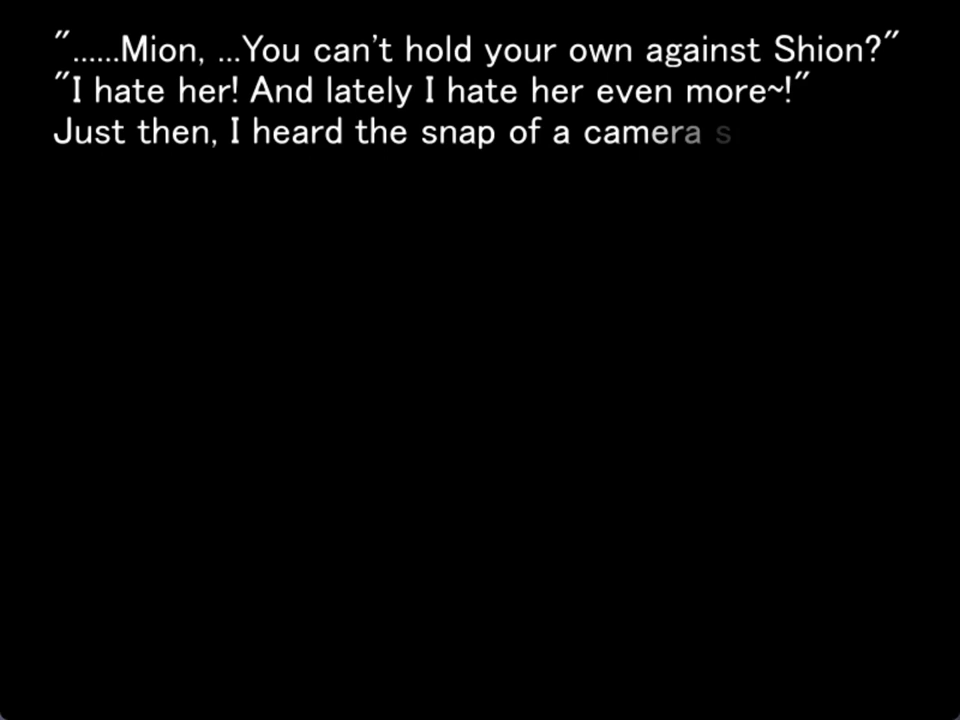 "......Mion, ...You can't hold your own against Shion?"
"I hate her! And lately I hate her even more~!"
Just then, I heard the snap of a camera s